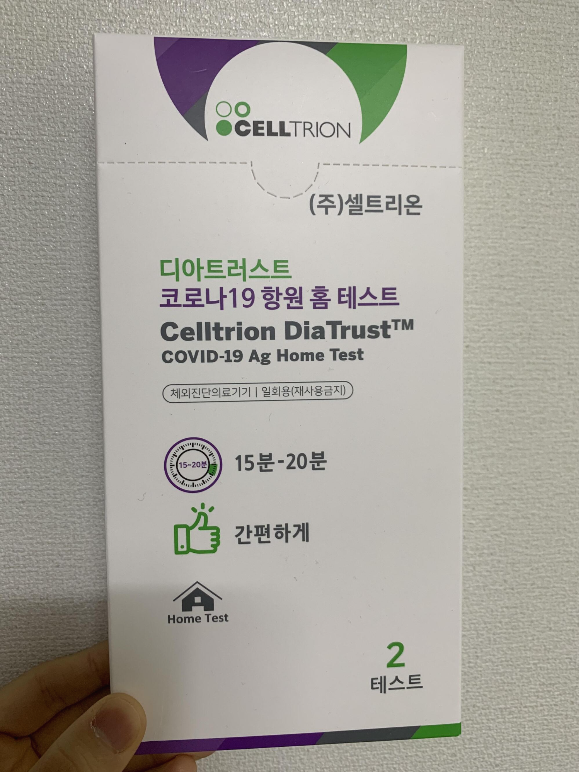 CELLTRION
(주)셀트리온
디아트러스트
코로나19 항원 홈 테스트
Celltrion DiaTrust™
COVID-19 Ag Home Test
체외진단의료기기 | 일회용(재사용금지)
15~20분
15분-20분
간편하게
Home Test
2
테스트